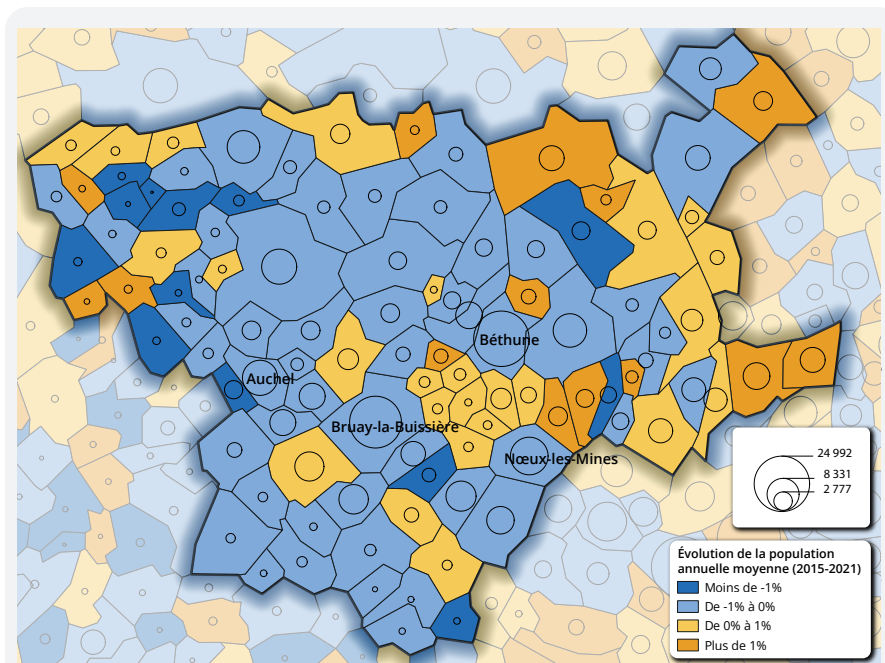 Béthune
Auchel
Bruay-la-Buissière
Nœux-les-Mines
24 992
8 331
2 777
Évolution de la population
annuelle moyenne (2015-2021)
Moins de -1%
De -1% à 0%
De 0% à 1%
Plus de 1%